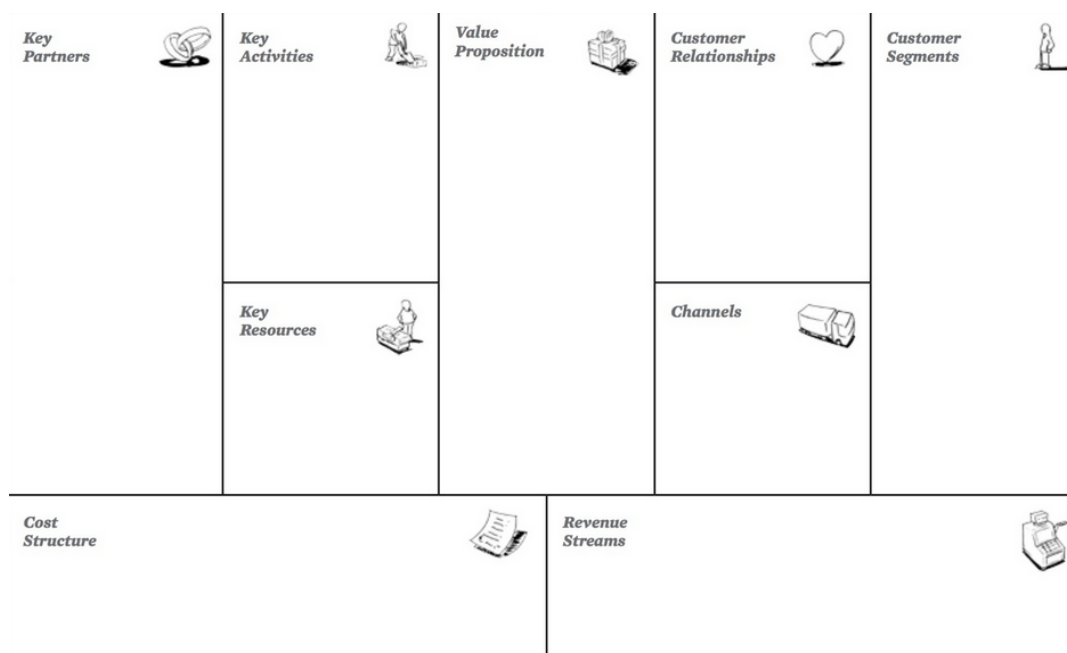 Key
Partners
Key
Activities
Value
Proposition
Customer
Relationships
Customer
Segments
Key
Resources
Channels
Cost
Structure
Revenue
Streams